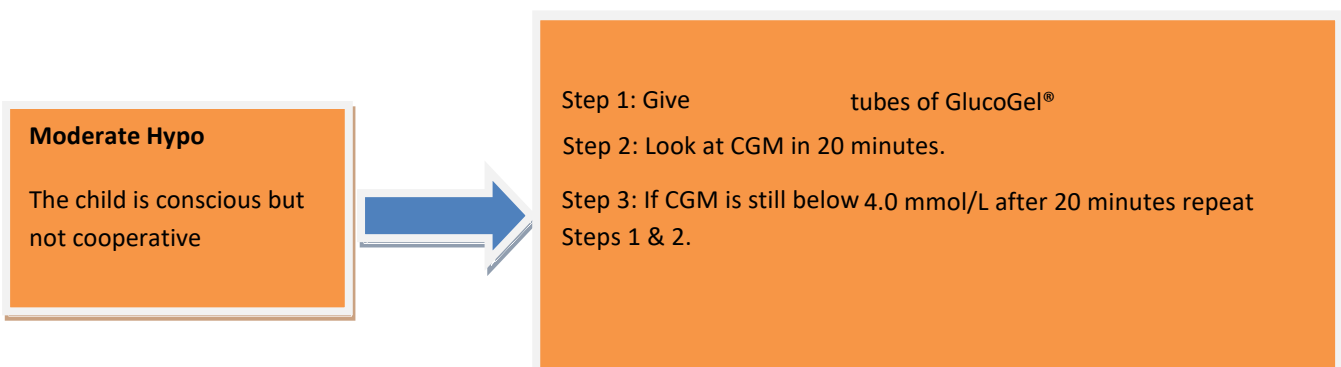 Moderate Hypo
The child is conscious but
not cooperative
Step 1: Give tubes of GlucoGel®
Step 2: Look at CGM in 20 minutes.
Step 3: If CGM is still below 4.0 mmol/L after 20 minutes repeat
Steps 1 & 2.